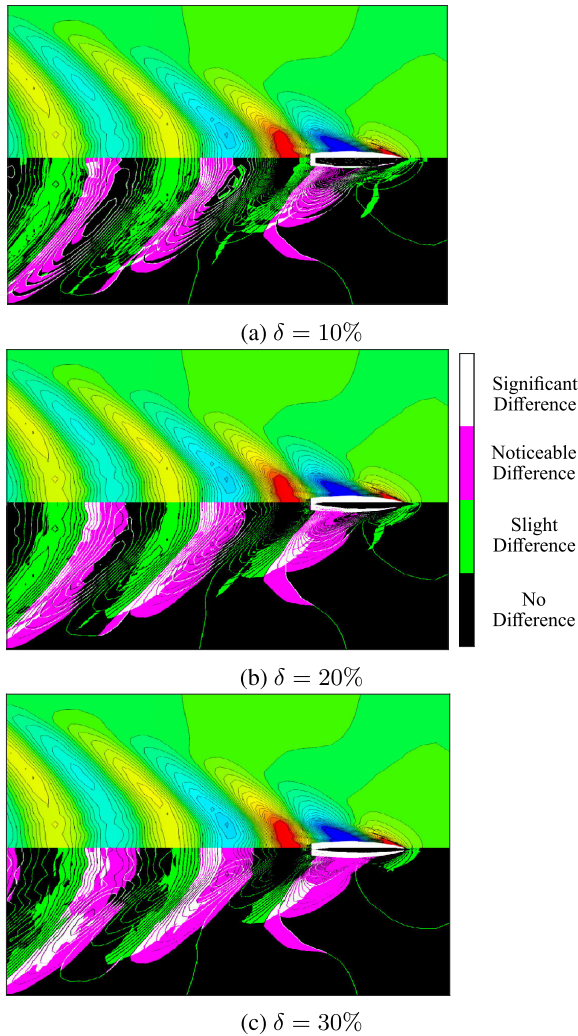 (a) δ = 10%
Significant
Difference
Noticeable
Difference
Slight
Difference
No
Difference
(b) δ = 20%
(c) δ = 30%